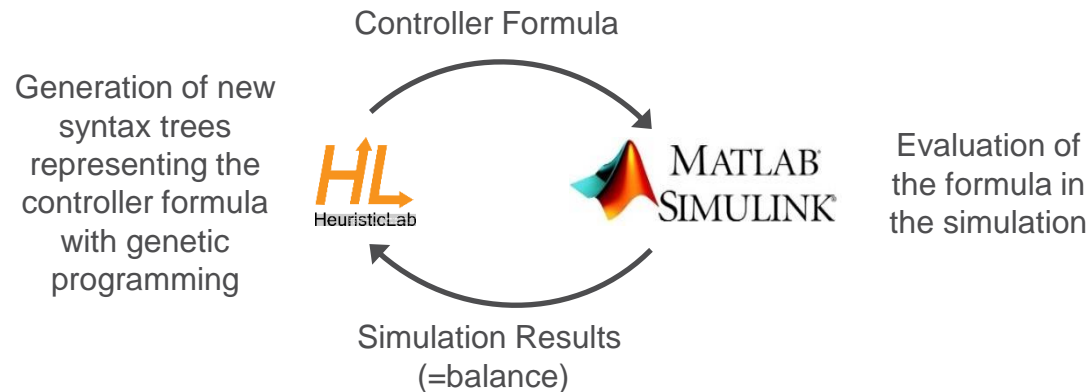 Controller Formula
Generation of new
syntax trees
representing the
controller formula
with genetic
programming
HL
HeuristicLab
MATLAB®
SIMULINK®
Evaluation of
the formula in
the simulation
Simulation Results
(=balance)